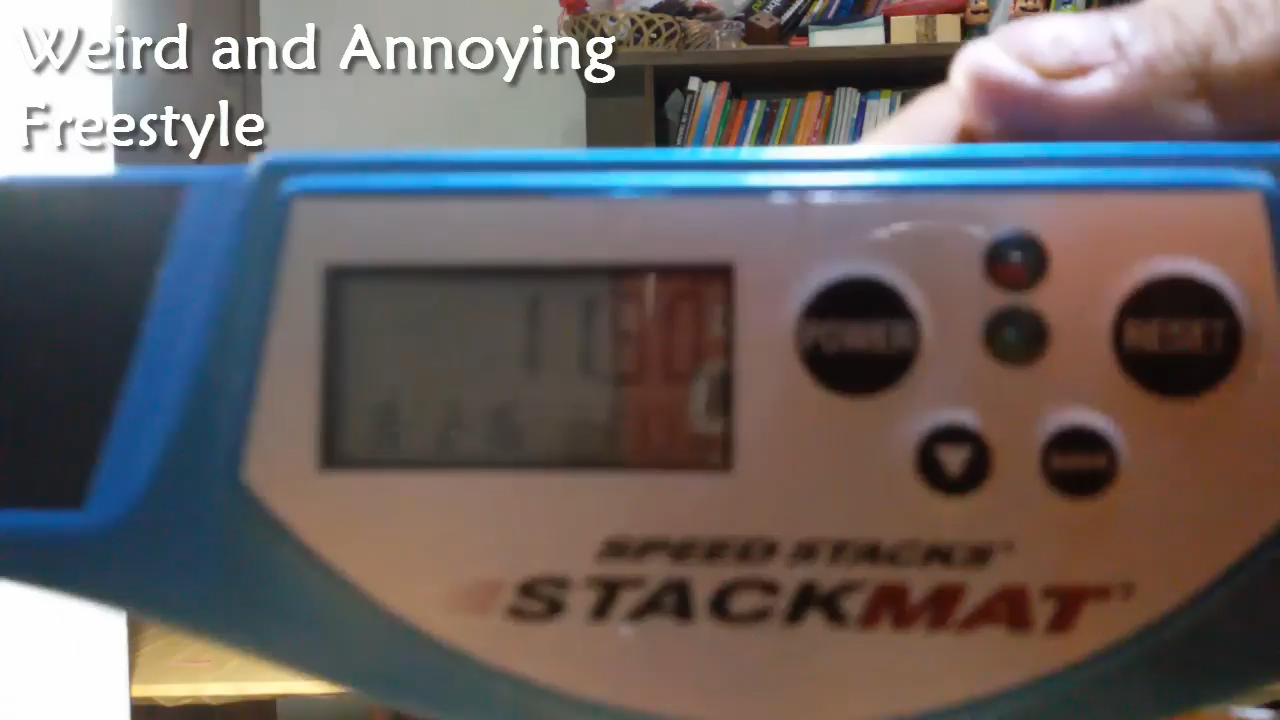 Weird and Annoying
Freestyle
POWER
RESET
SPEED STACKS
STACKMAT